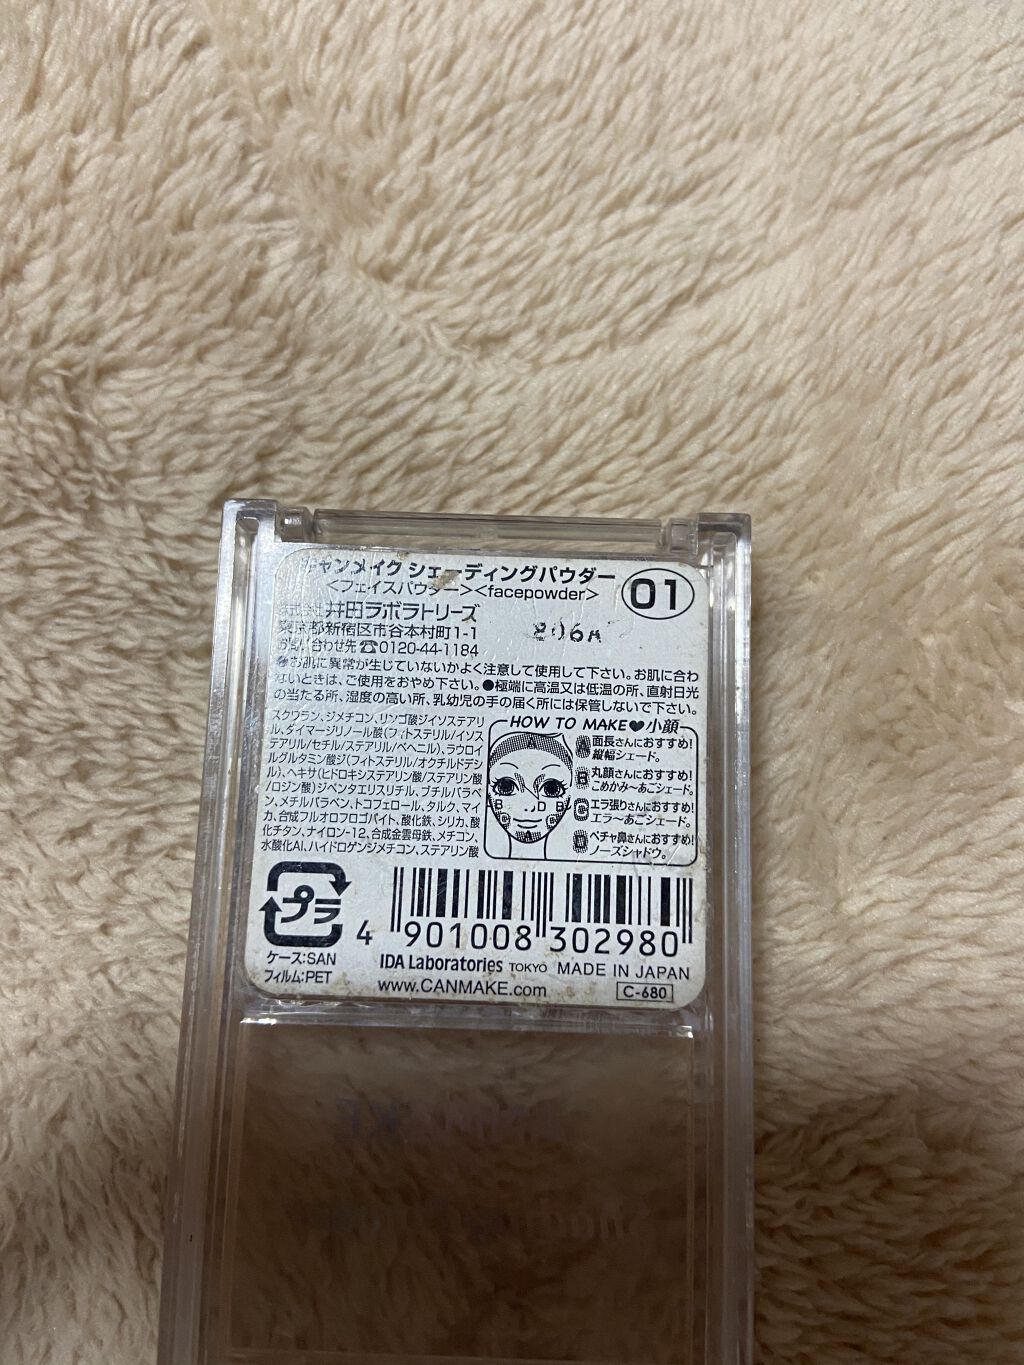 キャンメイク シェーディングパウダー
<フェイスパウダー><facepowder>
01
株式会社 井田ラボラトリーズ
東京都新宿区市谷本村町1-1
806A
お問い合わせ先☎0120-44-1184
●お肌に異常が生じていないかよく注意して使用して下さい。お肌に合わ
ないときは、ご使用をおやめ下さい。●極端に高温又は低温の所、直射日光
の当たる所、湿度の高い所、乳幼児の手の届く所には保管しないで下さい。
スクワラン、ジメチコン、リンゴ酸ジイソステアリ
ル、ダイマージリノール酸(フィトステリル/イソス
テアリル/セチル/ステアリル/ベヘニル)、ラウロイ
ルグルタミン酸ジ(フィトステリル/オクチルドデシ
ル)、ヘキサ(ヒドロキシステアリン酸/ステアリン酸
/ロジン酸)ジペンタエリスリチル、ブチルパラベ
ン、メチルパラベン、トコフェロール、タルク、マイ
カ、合成フルオロフロゴパイト、酸化鉄、シリカ、酸
化チタン、ナイロン-12、合成金雲母鉄、メチコン、
水酸化Al、ハイドロゲンジメチコン、ステアリン酸
HOW TO MAKE♥小顔
A 面長さんにおすすめ!
縦幅シェード。
B 丸顔さんにおすすめ!
こめかみ〜あごシェード。
C エラ張りさんにおすすめ!
エラ〜あごシェード。
D ペチャ鼻さんにおすすめ!
ノーズシャドウ。
A
B D B
C C
A
プラ
ケース:SAN
フィルム:PET
4 901008 302980
IDA Laboratories TOKYO MADE IN JAPAN
www.CANMAKE.com
C-680